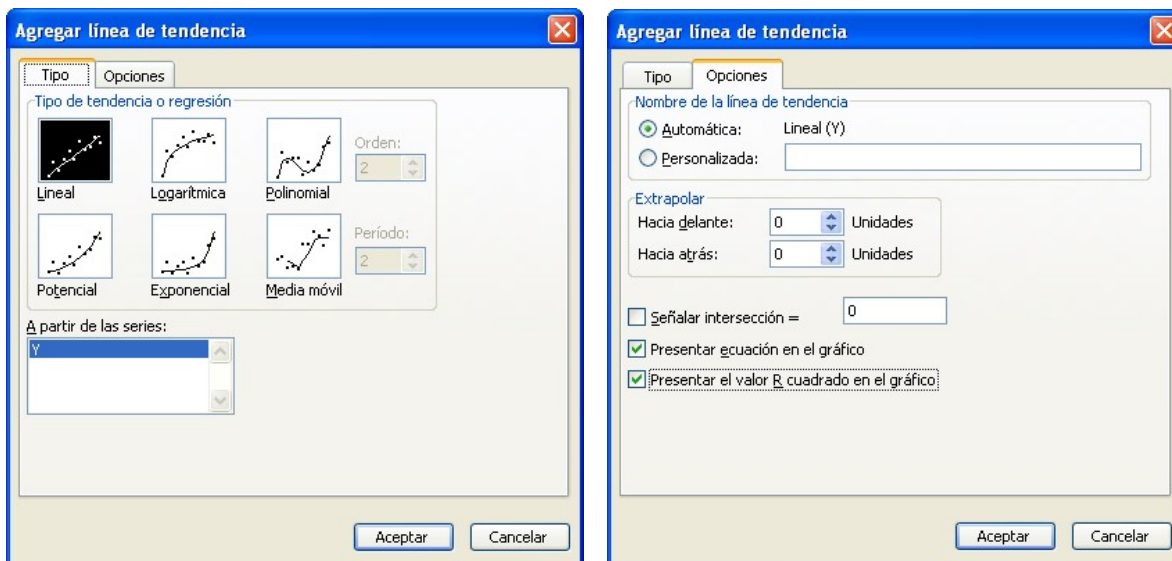 Agregar línea de tendencia
Tipo
Opciones
Tipo de tendencia o regresión
Lineal
Logarítmica
Polinomial
Orden:
2
Potencial
Exponencial
Media móvil
Período:
2
A partir de las series:
Y
Aceptar
Cancelar
Agregar línea de tendencia
Tipo
Opciones
Nombre de la línea de tendencia
Automática:
Lineal (Y)
Personalizada:
Extrapolar
Hacia delante:
0
Unidades
Hacia atrás:
0
Unidades
Señalar intersección =
0
Presentar ecuación en el gráfico
Presentar el valor R cuadrado en el gráfico
Aceptar
Cancelar